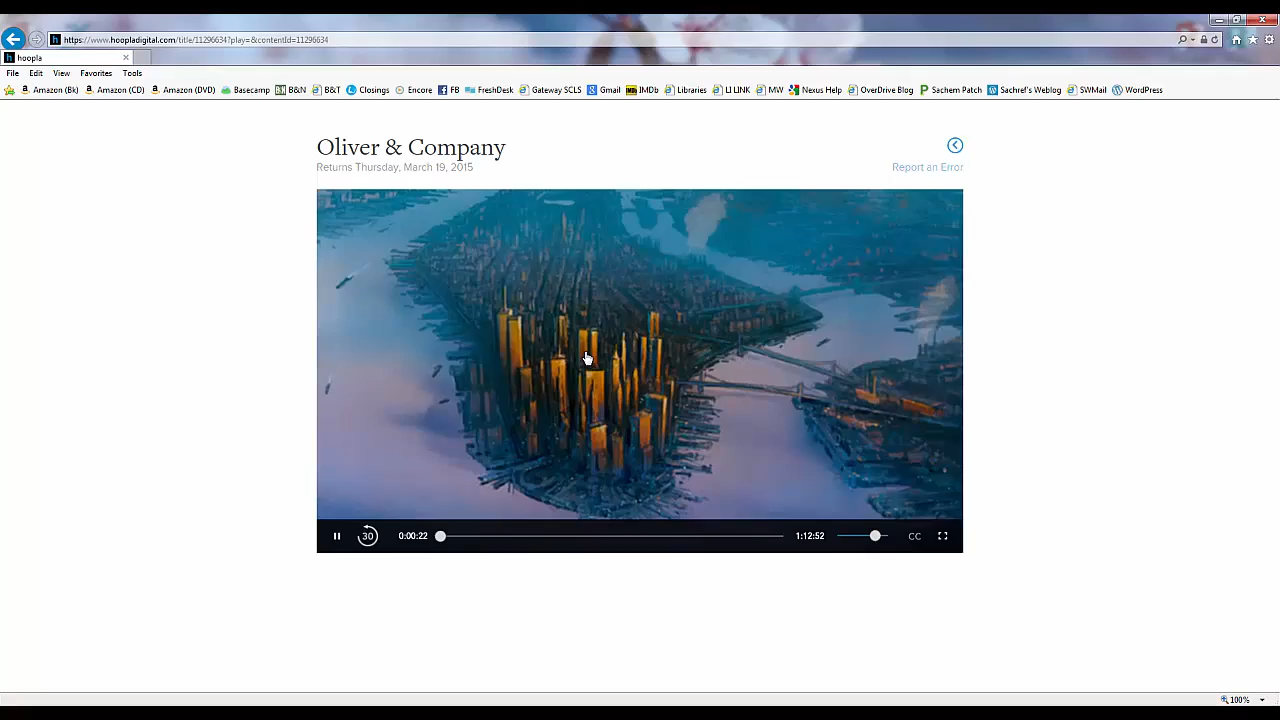 https://www.hoopladigital.com/title/11296634?play=&contentId=11296634
hoopla
File Edit View Favorites Tools
Amazon (Bk) Amazon (CD) Amazon (DVD) Basecamp B&N B&T Closings Encore FB FreshDesk Gateway SCLS Gmail IMDb Libraries LI LINK MW Nexus Help OverDrive Blog Sachem Patch Sachref's Weblog SWMail WordPress
Oliver & Company
Returns Thursday, March 19, 2015
Report an Error
30 0:00:22 1:12:52 CC
100%